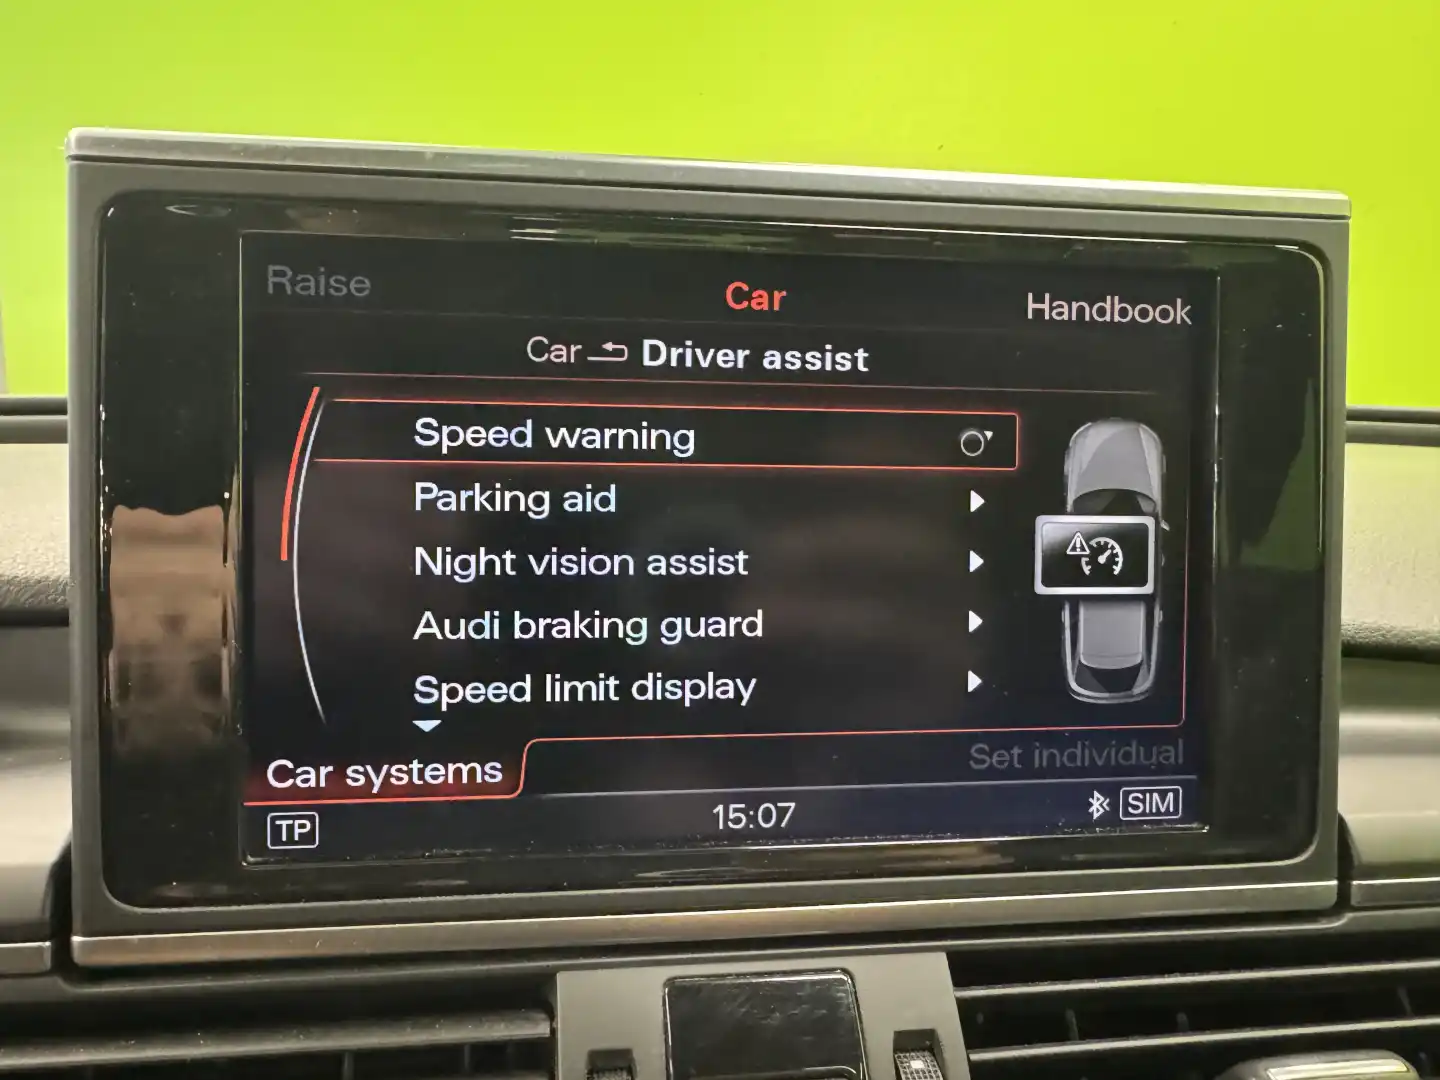 Raise
Car
Handbook
Car Driver assist
Speed warning
Parking aid
Night vision assist
Audi braking guard
Speed limit display
Car systems
Set individual
TP
15:07
SIM